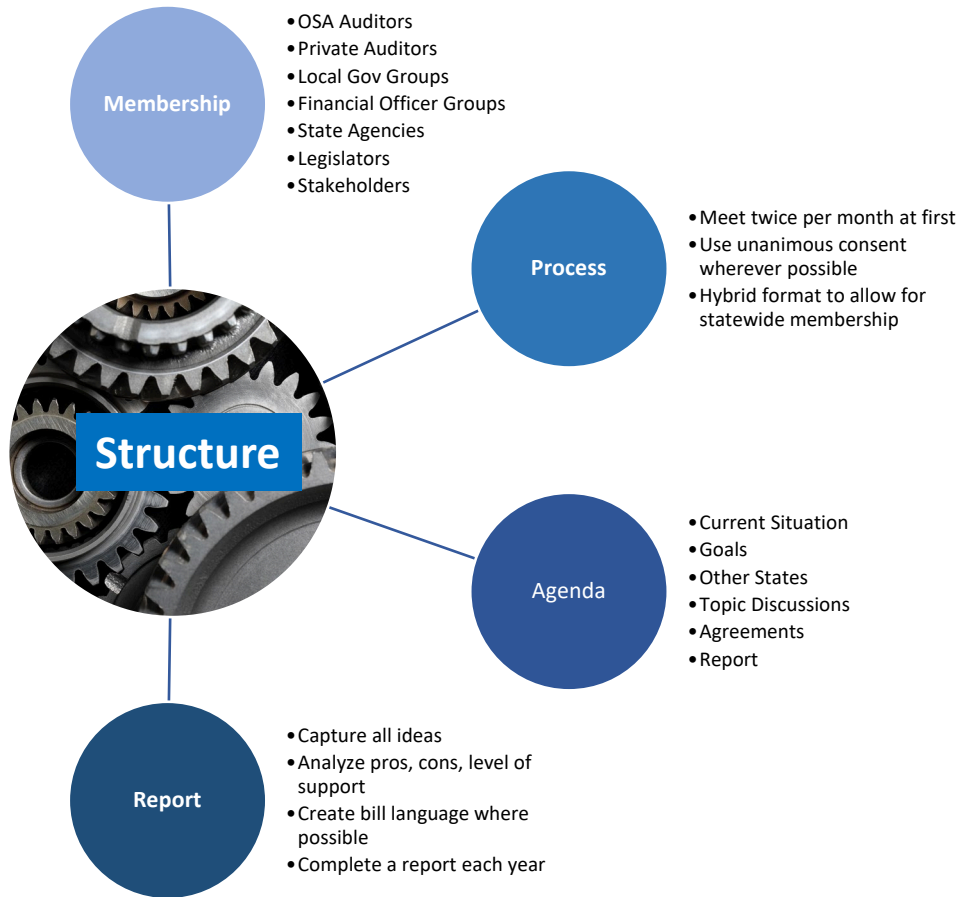 Membership
•OSA Auditors
•Private Auditors
•Local Gov Groups
•Financial Officer Groups
•State Agencies
•Legislators
•Stakeholders
Process
•Meet twice per month at first
•Use unanimous consent
wherever possible
•Hybrid format to allow for
statewide membership
Structure
Agenda
•Current Situation
•Goals
•Other States
•Topic Discussions
•Agreements
•Report
Report
•Capture all ideas
•Analyze pros, cons, level of
support
•Create bill language where
possible
•Complete a report each year